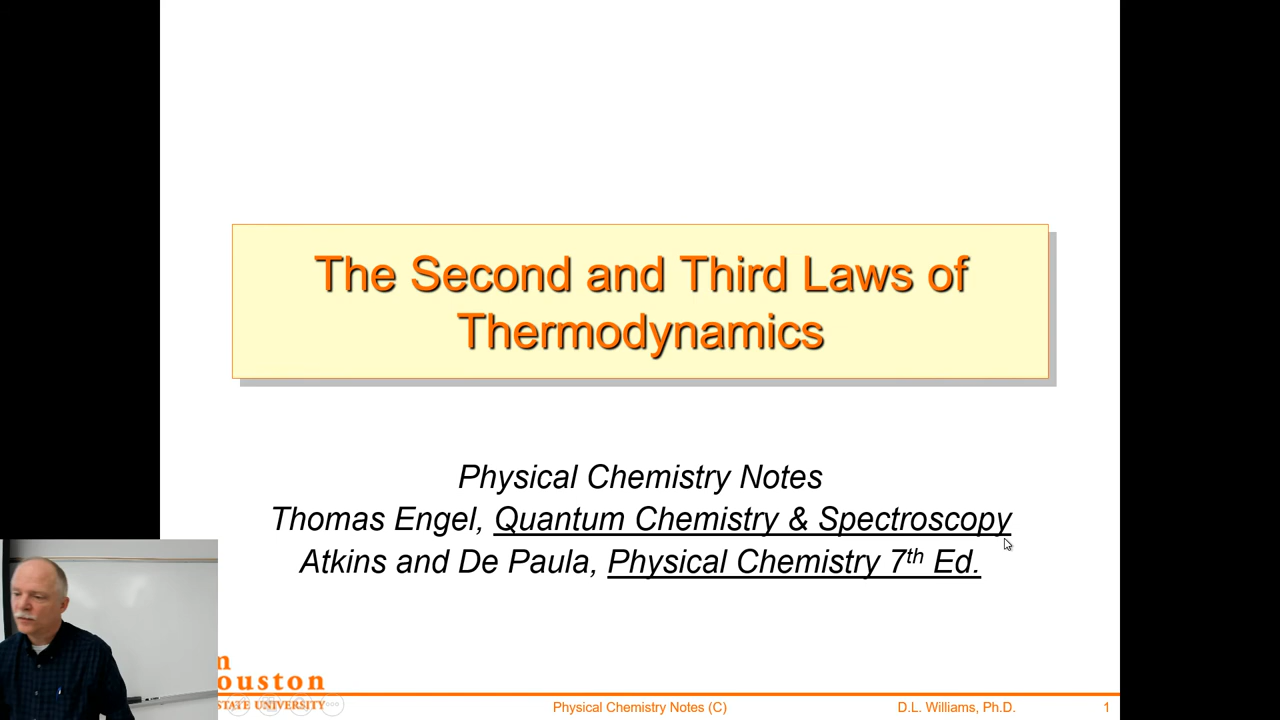 The Second and Third Laws of
Thermodynamics
Physical Chemistry Notes
Thomas Engel, Quantum Chemistry & Spectroscopy
Atkins and De Paula, Physical Chemistry 7th Ed.
n
ouston
STATE UNIVERSITY
Physical Chemistry Notes (C)
D.L. Williams, Ph.D.
1